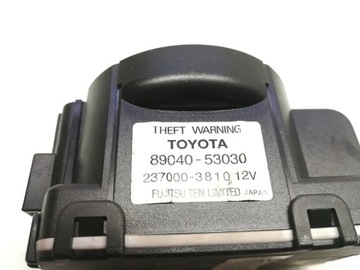 THEFT WARNING
TOYOTA
89040-53030
237000-3810 12V
FUJITSU TEN LIMITED JAPAN